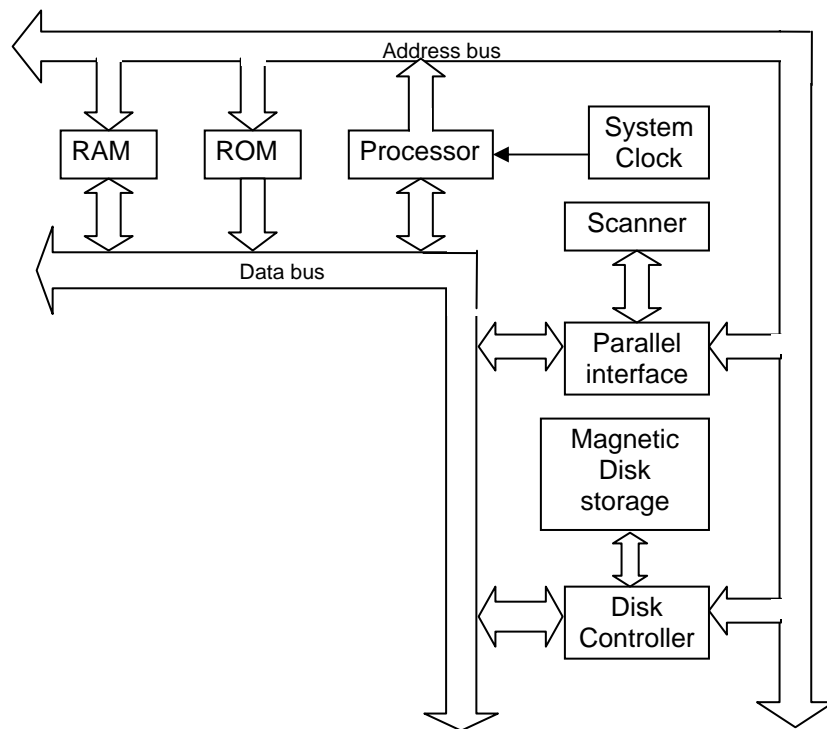 Address bus
RAM
ROM
Processor
System
Clock
Scanner
Data bus
Parallel
interface
Magnetic
Disk
storage
Disk
Controller